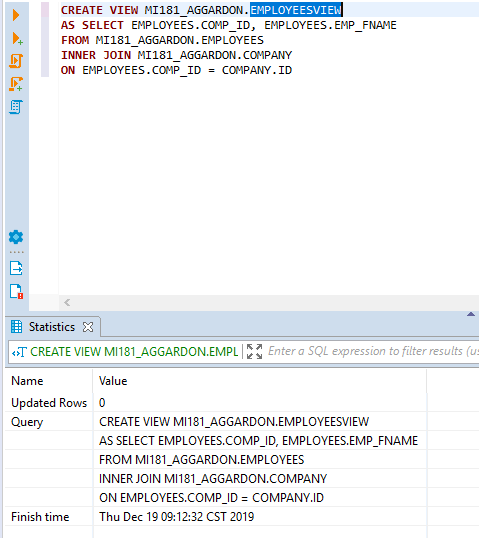 CREATE VIEW MI181_AGGARDON.EMPLOYEESVIEW
AS SELECT EMPLOYEES.COMP_ID, EMPLOYEES.EMP_FNAME
FROM MI181_AGGARDON.EMPLOYEES
INNER JOIN MI181_AGGARDON.COMPANY
ON EMPLOYEES.COMP_ID = COMPANY.ID
Statistics
CREATE VIEW MI181_AGGARDON.EMPL Enter a SQL expression to filter results (us
Name Value
Updated Rows 0
Query CREATE VIEW MI181_AGGARDON.EMPLOYEESVIEW
AS SELECT EMPLOYEES.COMP_ID, EMPLOYEES.EMP_FNAME
FROM MI181_AGGARDON.EMPLOYEES
INNER JOIN MI181_AGGARDON.COMPANY
ON EMPLOYEES.COMP_ID = COMPANY.ID
Finish time Thu Dec 19 09:12:32 CST 2019